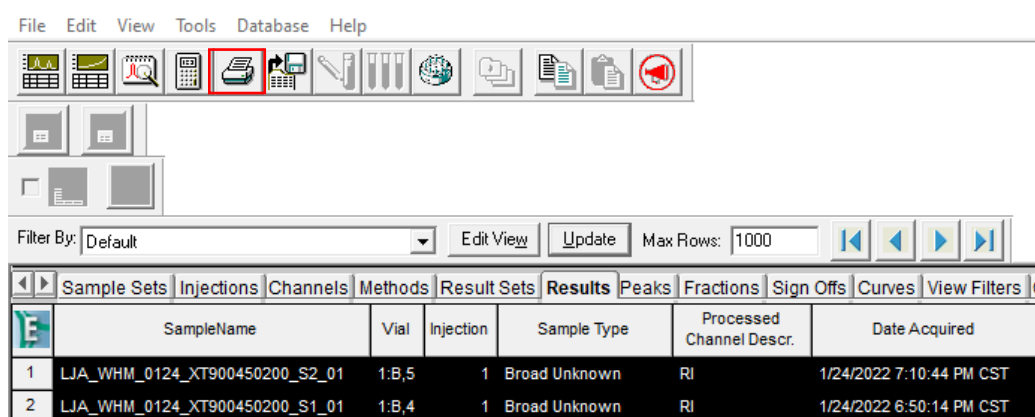 File Edit View Tools Database Help
Filter By: Default Edit View Update Max Rows: 1000
Sample Sets Injections Channels Methods Result Sets Results Peaks Fractions Sign Offs Curves View Filters
SampleName Vial Injection Sample Type Processed Channel Descr. Date Acquired
1 LJA_WHM_0124_XT900450200_S2_01 1:B,5 1 Broad Unknown RI 1/24/2022 7:10:44 PM CST
2 LJA_WHM_0124_XT900450200_S1_01 1:B,4 1 Broad Unknown RI 1/24/2022 6:50:14 PM CST